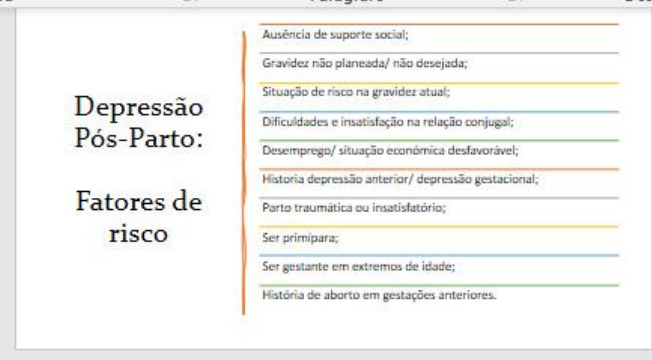 Depressão
Pós-Parto:
Fatores de
risco
Ausência de suporte social;
Gravidez não planeada/ não desejada;
Situação de risco na gravidez atual;
Dificuldades e insatisfação na relação conjugal;
Desemprego/ situação económica desfavorável;
Historia depressão anterior/ depressão gestacional;
Parto traumática ou insatisfatório;
Ser primípara;
Ser gestante em extremos de idade;
História de aborto em gestações anteriores.